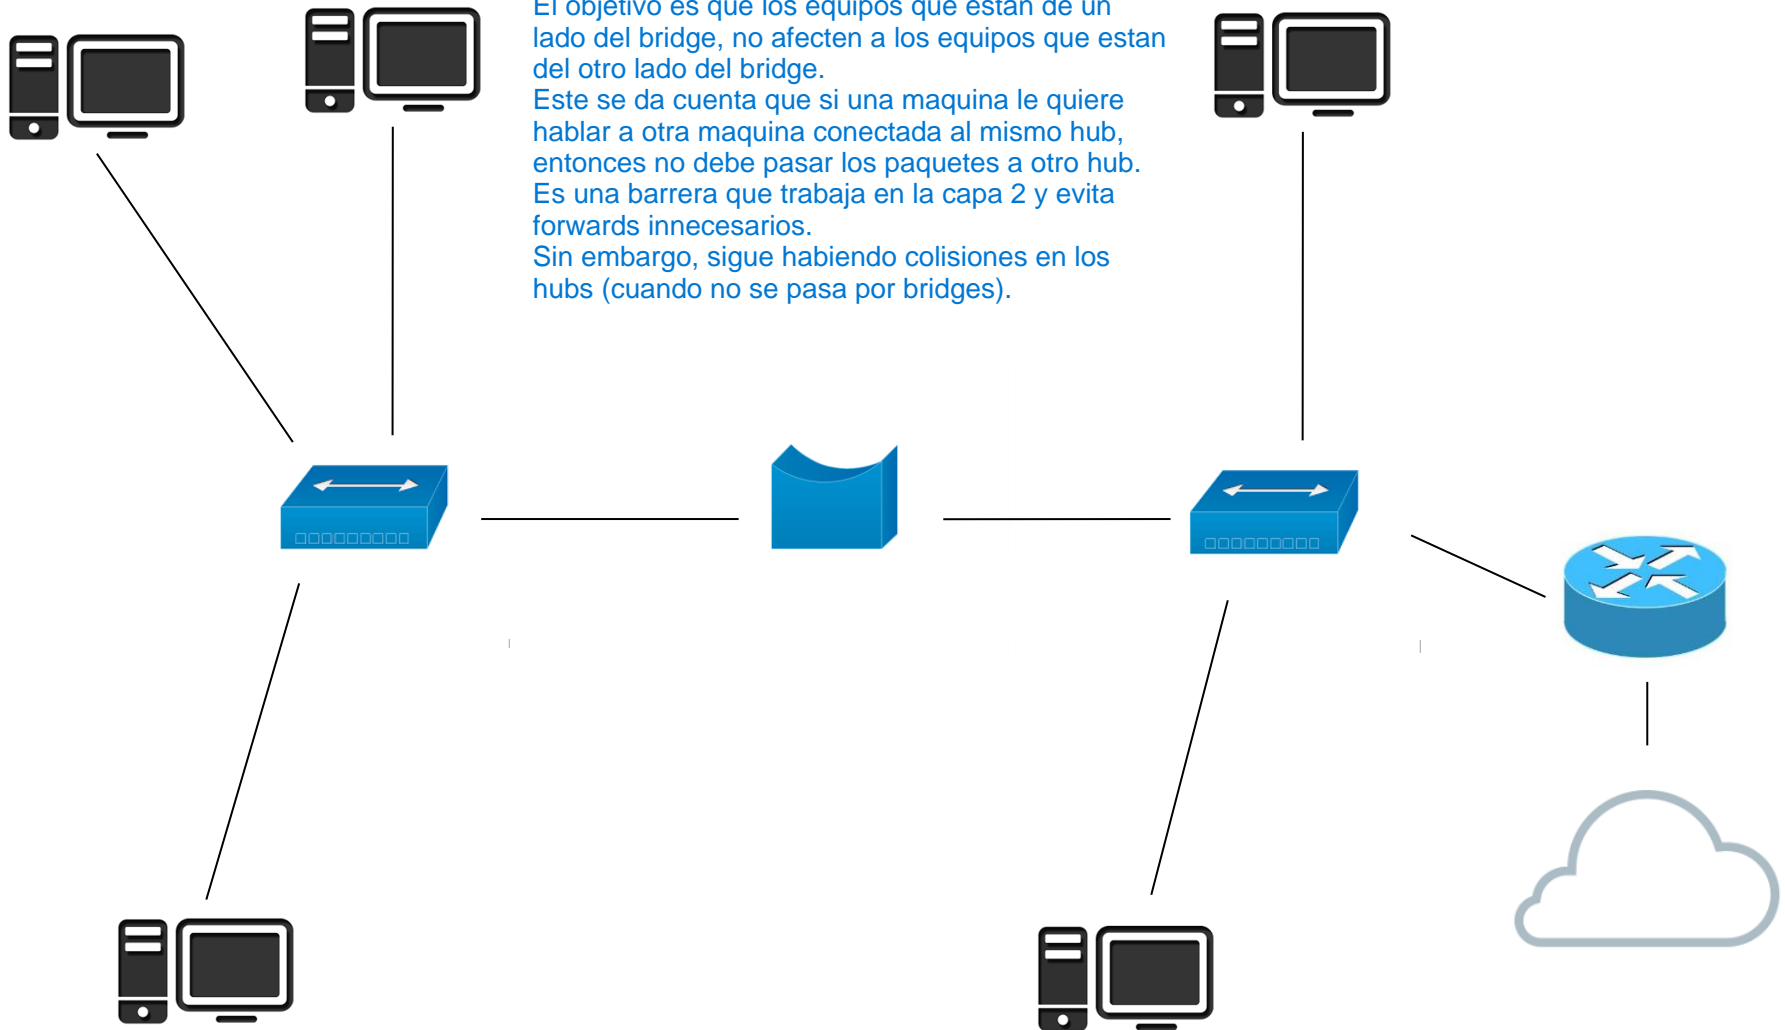 El objetivo es que los equipos que estan de un
lado del bridge, no afecten a los equipos que estan
del otro lado del bridge.
Este se da cuenta que si una maquina le quiere
hablar a otra maquina conectada al mismo hub,
entonces no debe pasar los paquetes a otro hub.
Es una barrera que trabaja en la capa 2 y evita
forwards innecesarios.
Sin embargo, sigue habiendo colisiones en los
hubs (cuando no se pasa por bridges).